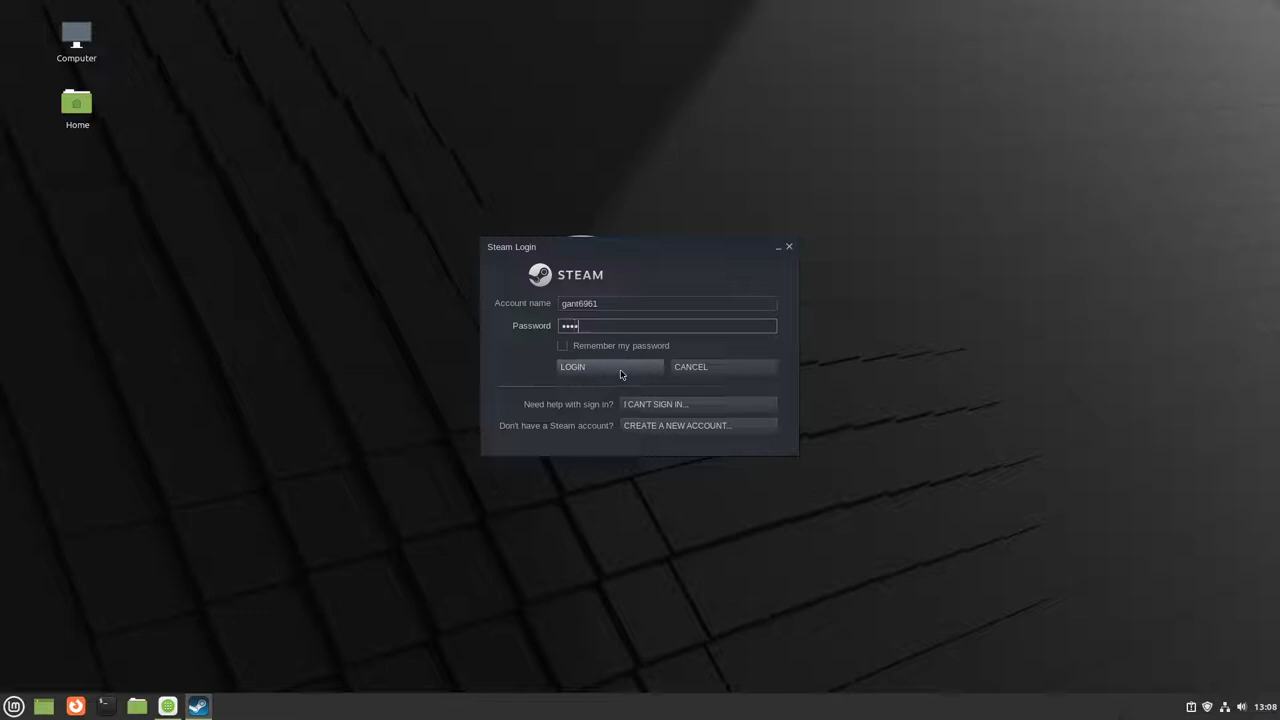 Computer
Home
Steam Login
STEAM
Account name gant6961
Password ••••
Remember my password
LOGIN CANCEL
Need help with sign in? I CAN'T SIGN IN...
Don't have a Steam account? CREATE A NEW ACCOUNT...
13:08